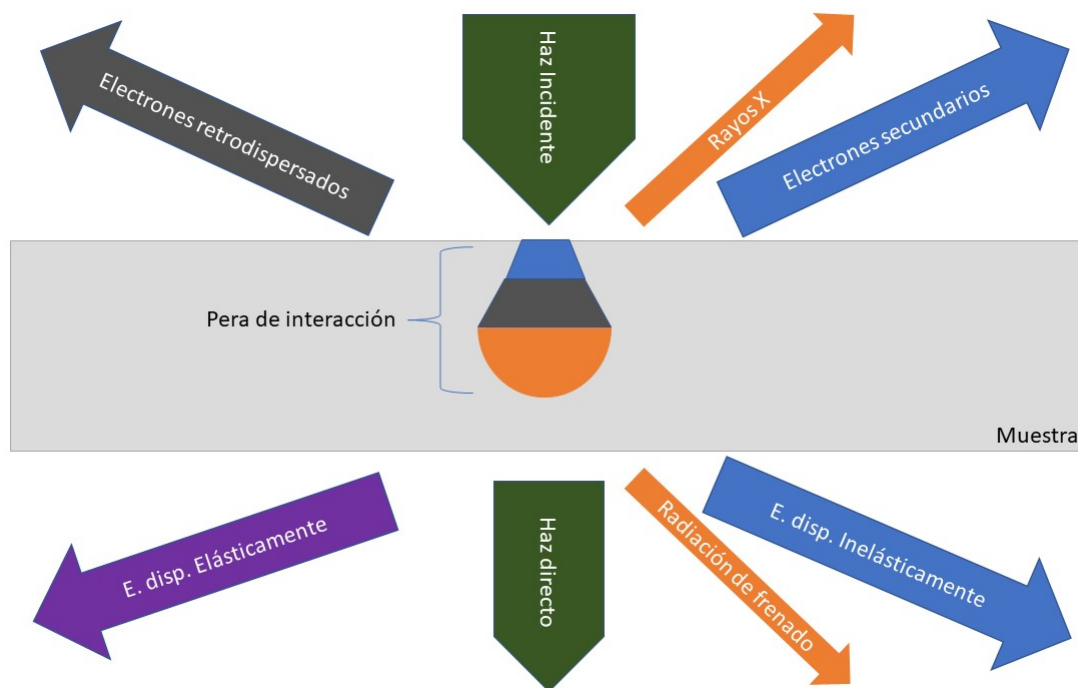 Electrones retrodispersados
Haz Incidente
Rayos X
Electrones secundarios
Pera de interacción
Muestra
E. disp. Elásticamente
Haz directo
Radiación de frenado
E. disp. Inelásticamente